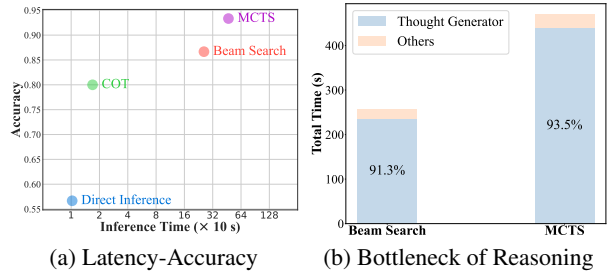 0.95
0.90
0.85
0.80
0.75
0.70
0.65
0.60
0.55
Accuracy
MCTS
Beam Search
COT
Direct Inference
1 2 4 8 16 32 64 128
Inference Time (× 10 s)
(a) Latency-Accuracy
Total Time (s)
400
300
200
100
0
Thought Generator
Others
91.3%
93.5%
Beam Search MCTS
(b) Bottleneck of Reasoning